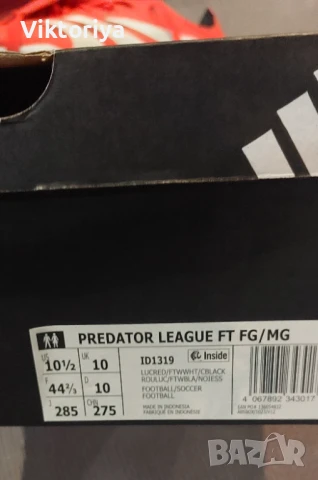 Viktoriya
PREDATOR LEAGUE FT FG/MG
US 10½ UK 10
F 44⅔ D 10
J 285 CHN 275
ID1319
Inside
LUCRED/FTWWHT/CBLACK
ROULUC/FTWBLA/NOIESS
FOOTBALL/SOCCER
FOOTBALL
MADE IN INDONESIA
FABRIQUÉ EN INDONESIE
4 067892 343017
BAZAR